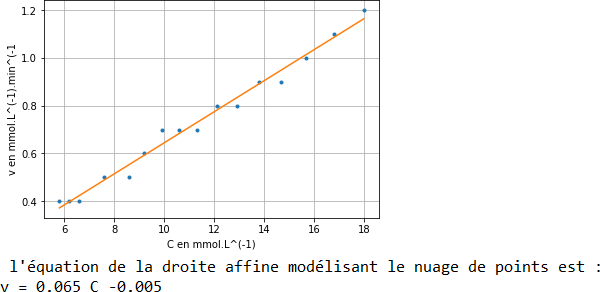 1.2
1.0
0.8
0.6
0.4
v en mmol.L^(-1).min^(-1
6 8 10 12 14 16 18
C en mmol.L^(-1)
l'équation de la droite affine modélisant le nuage de points est :
v = 0.065 C -0.005